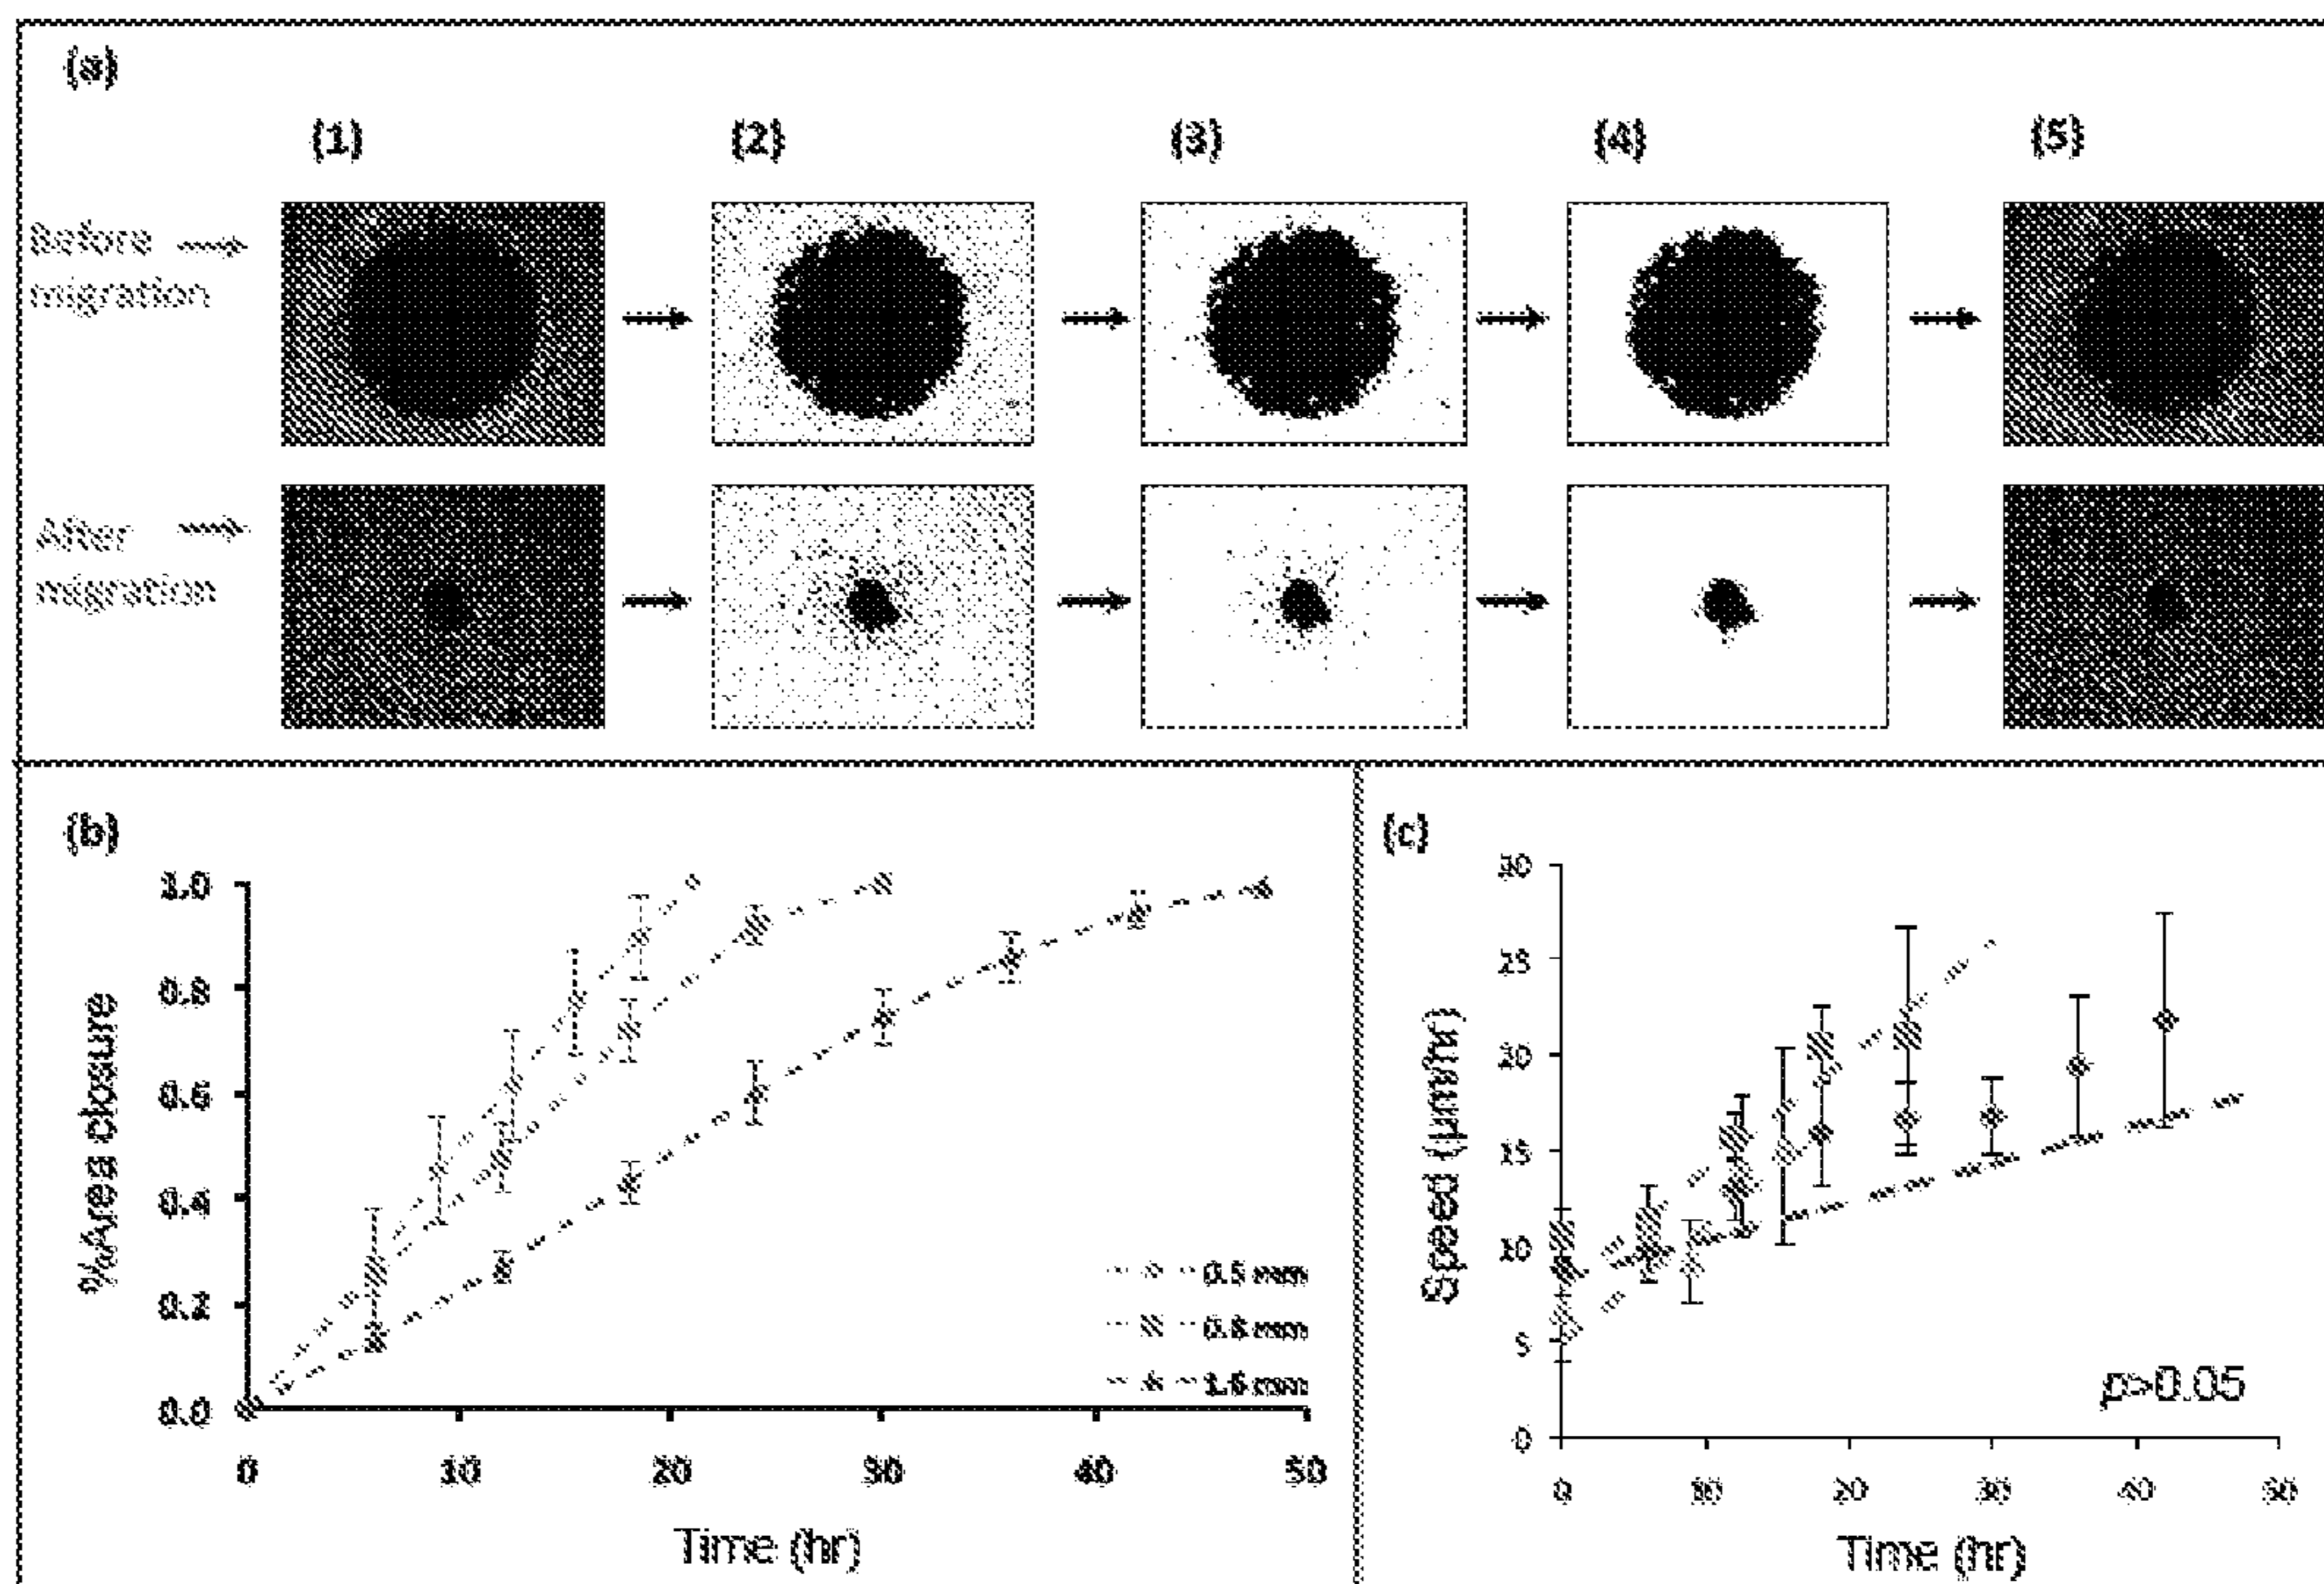 (a)
(1) (2) (3) (4) (5)
Before
migration
After
migration
(b)
1.0
0.8
0.6
0.4
0.2
0.0
%Area closure
0.5 mm
0.8 mm
0 10 20 30 40 50
Time (hr)
(c)
30
25
20
15
10
5
0
Speed (µm/hr)
p>0.05
0 10 20 30 40 50
Time (hr)